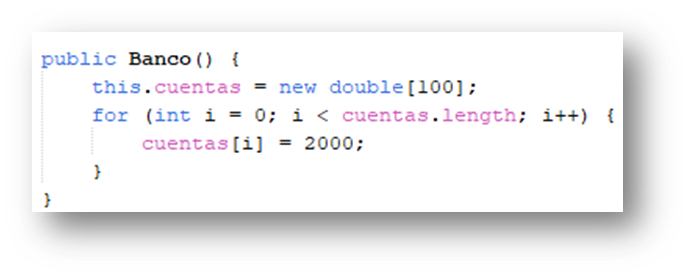 public Banco() {
    this.cuentas = new double[100];
    for (int i = 0; i < cuentas.length; i++) {
        cuentas[i] = 2000;
    }
}